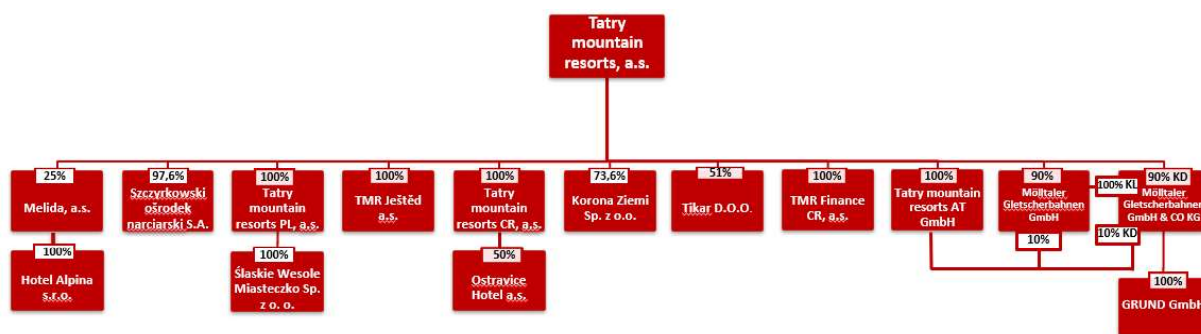 Tatry
mountain
resorts, a.s.
25%
Melida, a.s.
97,6%
Szczyrkowski
ośrodek
narciarski S.A.
100%
Tatry
mountain
resorts PL, a.s.
100%
TMR Ještěd
a.s.
100%
Tatry
mountain
resorts CR, a.s.
73,6%
Korona Ziemi
Sp. z o.o.
51%
Tikar D.O.O.
100%
TMR Finance
CR, a.s.
100%
Tatry mountain
resorts AT
GmbH
90%
Mölltaler
Gletscherbahnen
GmbH
100% KL
90% KD
Mölltaler
Gletscherbahnen
GmbH & CO KG
10%
10% KD
100%
Hotel Alpina
s.r.o.
100%
Ślaskie Wesole
Miasteczko Sp.
z o. o.
50%
Ostravice
Hotel a.s.
100%
GRUND GmbH